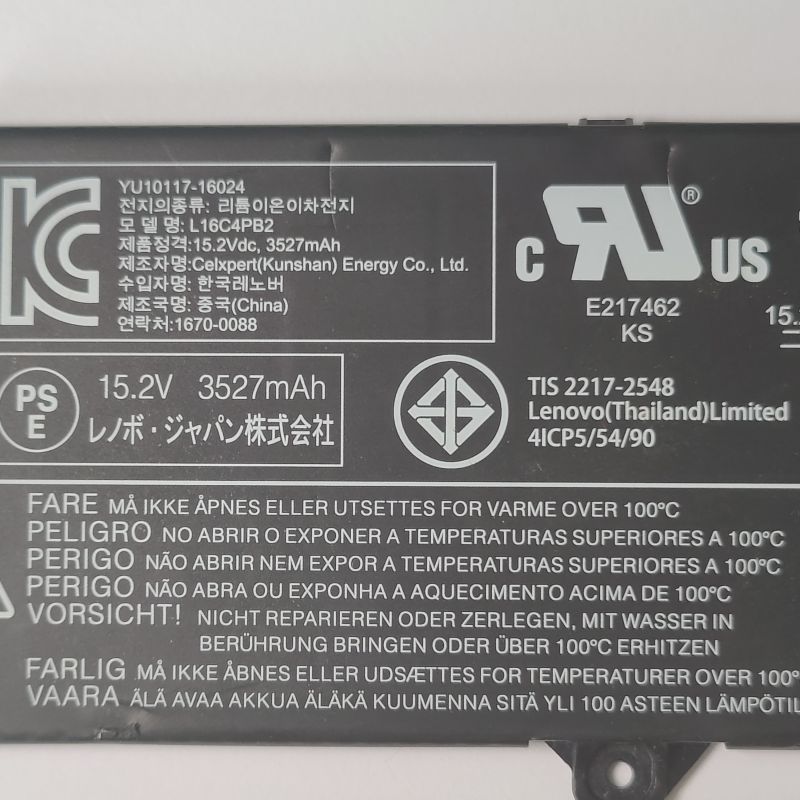 YU10117-16024
전지의종류: 리튬이온이차전지
모 델 명: L16C4PB2
제품정격:15.2Vdc, 3527mAh
제조자명:Celxpert(Kunshan) Energy Co., Ltd.
수입자명: 한국레노버
제조국명: 중국(China)
연락처:1670-0088
C RU ® US
E217462
KS
15.
PS
E
15.2V 3527mAh
レノボ・ジャパン株式会社
TIS 2217-2548
Lenovo(Thailand)Limited
4ICP5/54/90
FARE MÅ IKKE ÅPNES ELLER UTSETTES FOR VARME OVER 100°C
PELIGRO NO ABRIR O EXPONER A TEMPERATURAS SUPERIORES A 100°C
PERIGO NÃO ABRIR NEM EXPOR A TEMPERATURAS SUPERIORES A 100°C
PERIGO NÃO ABRA OU EXPONHA A AQUECIMENTO ACIMA DE 100°C
VORSICHT! NICHT REPARIEREN ODER ZERLEGEN, MIT WASSER IN
BERÜHRUNG BRINGEN ODER ÜBER 100°C ERHITZEN
FARLIG MÅ IKKE ÅBNES ELLER UDSÆTTES FOR TEMPERATURER OVER 100°
VAARA ÄLÄ AVAA AKKUA ÄLÄKÄ KUUMENNA SITÄ YLI 100 ASTEEN LÄMPÖTIL